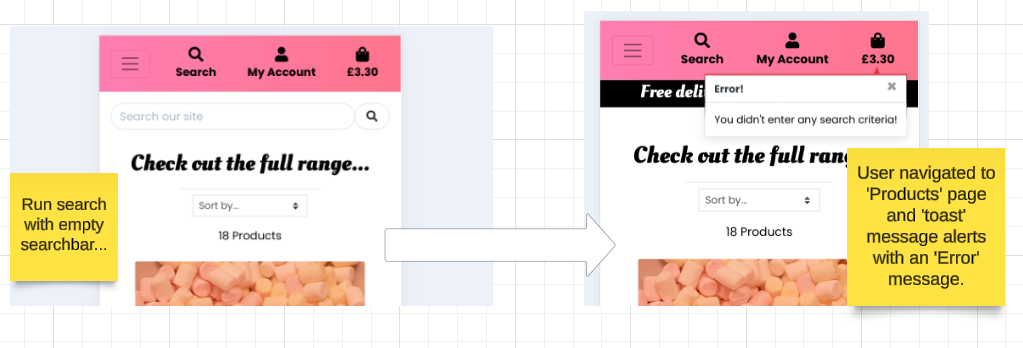 Search
My Account
£3.30
Search our site
Check out the full range...
Sort by...
18 Products
Run search
with empty
searchbar...
Search
My Account
£3.30
Free deli
Error!
You didn't enter any search criteria!
Check out the full rang
Sort by...
18 Products
User navigated to
'Products' page
and 'toast'
message alerts
with an 'Error'
message.